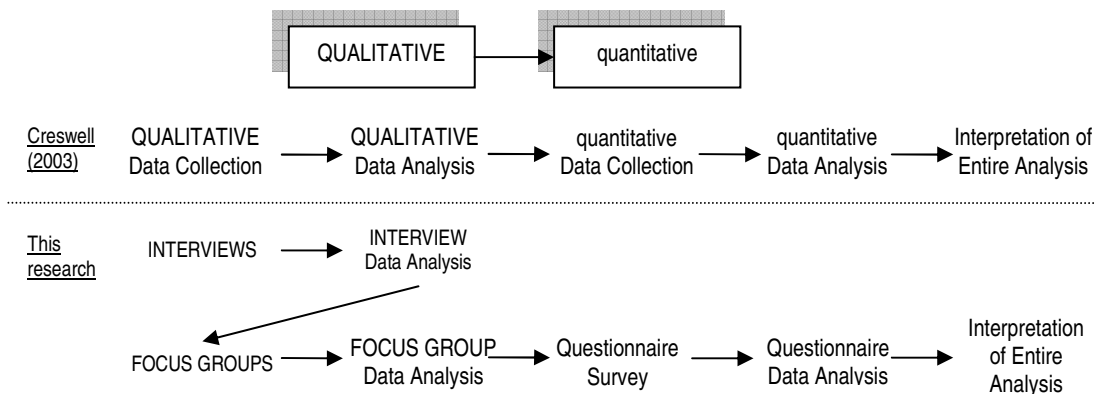 QUALITATIVE
quantitative
Creswell
(2003)
QUALITATIVE
Data Collection
QUALITATIVE
Data Analysis
quantitative
Data Collection
quantitative
Data Analysis
Interpretation of
Entire Analysis
This
research
INTERVIEWS
INTERVIEW
Data Analysis
FOCUS GROUPS
FOCUS GROUP
Data Analysis
Questionnaire
Survey
Questionnaire
Data Analysis
Interpretation
of Entire
Analysis